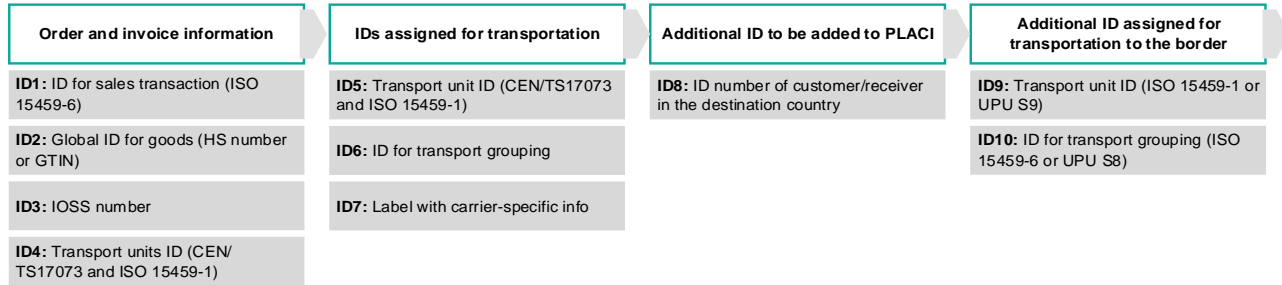 Order and invoice information
ID1: ID for sales transaction (ISO
15459-6)
ID2: Global ID for goods (HS number
or GTIN)
ID3: IOSS number
ID4: Transport units ID (CEN/
TS17073 and ISO 15459-1)
IDs assigned for transportation
ID5: Transport unit ID (CEN/TS17073
and ISO 15459-1)
ID6: ID for transport grouping
ID7: Label with carrier-specific info
Additional ID to be added to PLACI
ID8: ID number of customer/receiver
in the destination country
Additional ID assigned for
transportation to the border
ID9: Transport unit ID (ISO 15459-1 or
UPU S9)
ID10: ID for transport grouping (ISO
15459-6 or UPU S8)